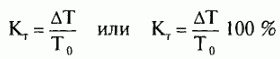 Kт = ΔT / T0 или Kт = ΔT / T0 100 %